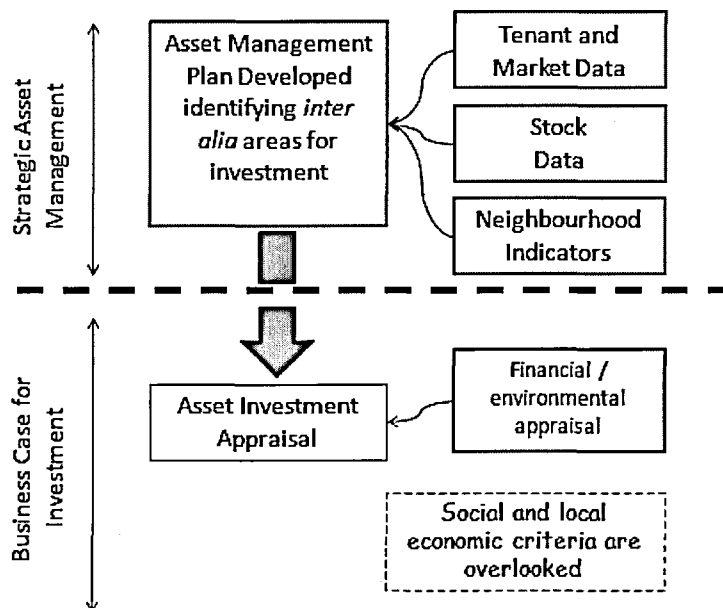 Strategic Asset
Management
Asset Management
Plan Developed
identifying inter
alia areas for
investment
Tenant and
Market Data
Stock
Data
Neighbourhood
Indicators
Business Case for
Investment
Asset Investment
Appraisal
Financial /
environmental
appraisal
Social and local
economic criteria are
overlooked